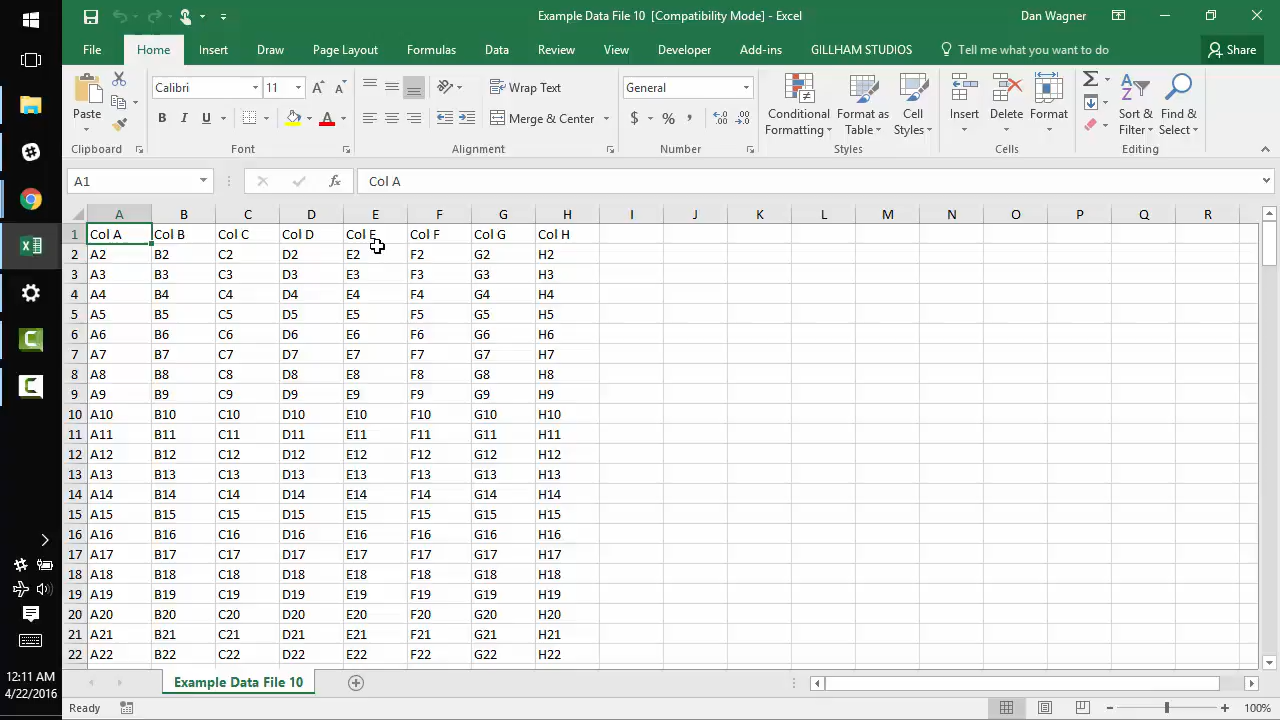 Example Data File 10 [Compatibility Mode] - Excel
Dan Wagner
File Home Insert Draw Page Layout Formulas Data Review View Developer Add-ins GILLHAM STUDIOS Tell me what you want to do... Share
Paste
Clipboard
Calibri 11
B I U
Font
Wrap Text
Merge & Center
Alignment
General
$ % ,
Number
Conditional Formatting
Format as Table
Cell Styles
Styles
Insert Delete Format
Cells
Sort & Filter
Find & Select
Editing
A1 fx Col A
A B C D E F G H I J K L M N O P Q R
1 Col A Col B Col C Col D Col E Col F Col G Col H
2 A2 B2 C2 D2 E2 F2 G2 H2
3 A3 B3 C3 D3 E3 F3 G3 H3
4 A4 B4 C4 D4 E4 F4 G4 H4
5 A5 B5 C5 D5 E5 F5 G5 H5
6 A6 B6 C6 D6 E6 F6 G6 H6
7 A7 B7 C7 D7 E7 F7 G7 H7
8 A8 B8 C8 D8 E8 F8 G8 H8
9 A9 B9 C9 D9 E9 F9 G9 H9
10 A10 B10 C10 D10 E10 F10 G10 H10
11 A11 B11 C11 D11 E11 F11 G11 H11
12 A12 B12 C12 D12 E12 F12 G12 H12
13 A13 B13 C13 D13 E13 F13 G13 H13
14 A14 B14 C14 D14 E14 F14 G14 H14
15 A15 B15 C15 D15 E15 F15 G15 H15
16 A16 B16 C16 D16 E16 F16 G16 H16
17 A17 B17 C17 D17 E17 F17 G17 H17
18 A18 B18 C18 D18 E18 F18 G18 H18
19 A19 B19 C19 D19 E19 F19 G19 H19
20 A20 B20 C20 D20 E20 F20 G20 H20
21 A21 B21 C21 D21 E21 F21 G21 H21
22 A22 B22 C22 D22 E22 F22 G22 H22
Example Data File 10
Ready
100%
12:11 AM
4/22/2016